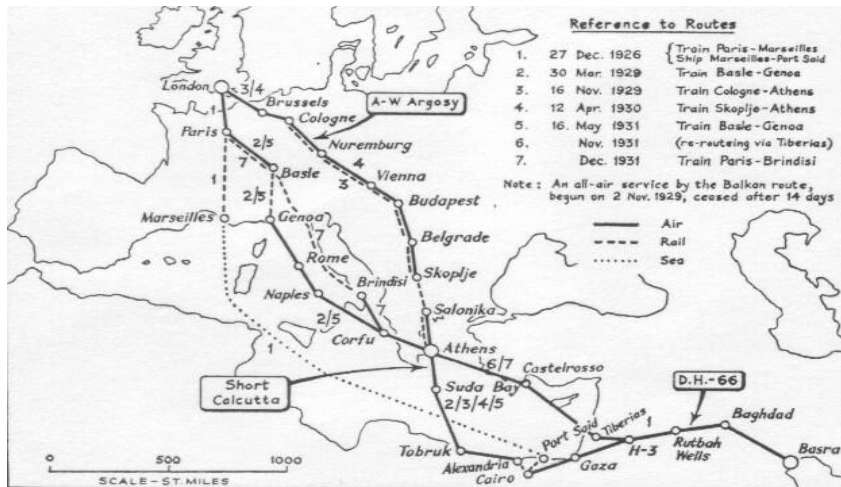 Reference to Routes
1. 27 Dec. 1926 { Train Paris-Marseilles
Ship Marseilles-Port Said
2. 30 Mar. 1929 Train Basle-Genoa
3. 16 Nov. 1929 Train Cologne-Athens
4. 12 Apr. 1930 Train Skoplje-Athens
5. 16. May 1931 Train Basle-Genoa
6. Nov. 1931 (re-routeing via Tiberias)
7. Dec. 1931 Train Paris-Brindisi
Note: An all-air service by the Balkan route,
begun on 2 Nov. 1929, ceased after 14 days
Air
Rail
Sea
London
3/4
Brussels
A-W Argosy
1
Cologne
Paris
2/5
7
Nuremburg
Basle
4
Vienna
3
1
2/5
Budapest
Marseilles
Genoa
7
Belgrade
Rome
Skoplje
Brindisi
Naples
7
Salonika
2/5
Corfu
Athens
1
6/7
Castelrosso
Short
Calcutta
Suda Bay
D.H.-66
2/3/4/5
Port Said
Tiberias
1
Baghdad
Tobruk
H-3
Rutbah
Wells
Basra
Alexandria
Cairo
Gaza
0 500 1000
SCALE-ST. MILES